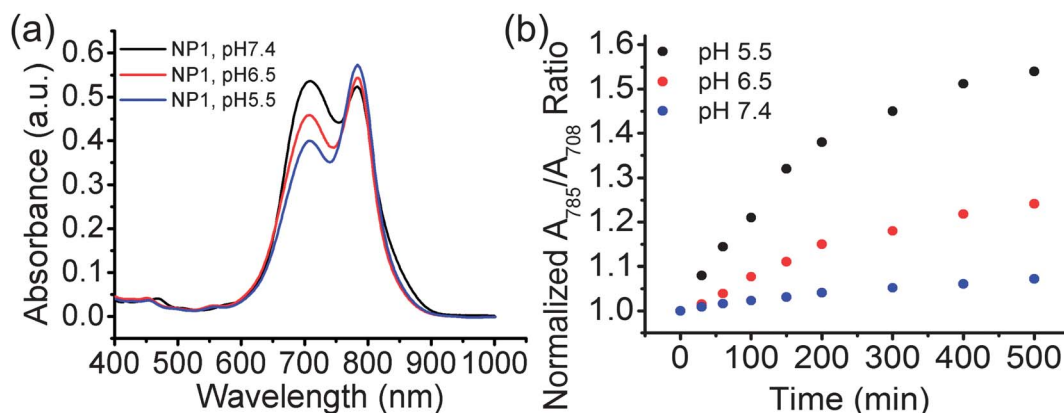 (a)
NP1, pH7.4
NP1, pH6.5
NP1, pH5.5
Absorbance (a.u.)
0.6
0.5
0.4
0.3
0.2
0.1
0.0
400 500 600 700 800 900 1000
Wavelength (nm)
(b)
pH 5.5
pH 6.5
pH 7.4
Normalized A785/A708 Ratio
1.6
1.5
1.4
1.3
1.2
1.1
1.0
0 100 200 300 400 500
Time (min)